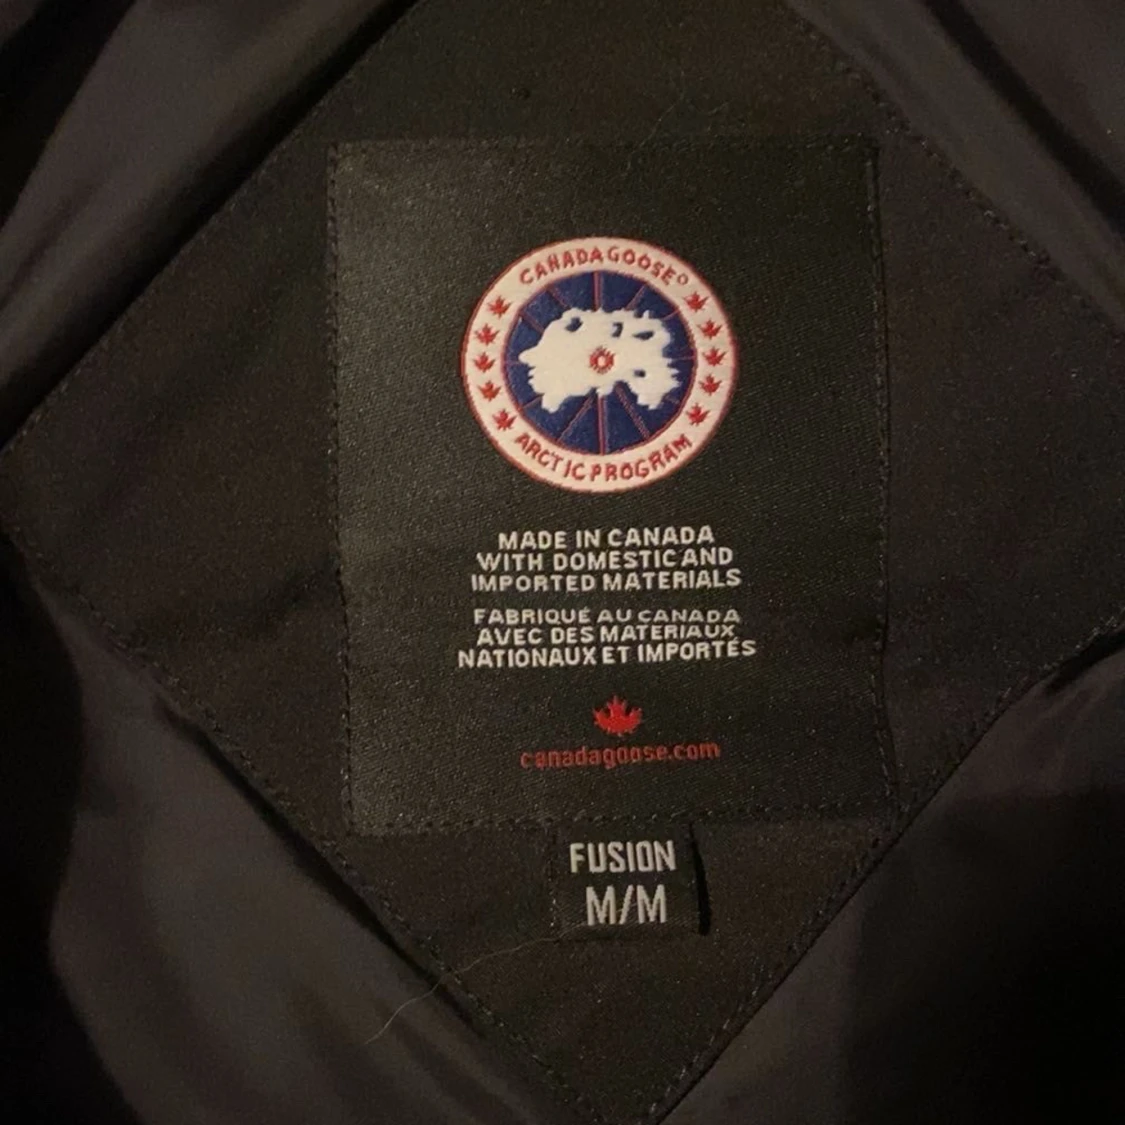 CANADA GOOSE®
ARCTIC PROGRAM
MADE IN CANADA
WITH DOMESTIC AND
IMPORTED MATERIALS
FABRIQUÉ AU CANADA
AVEC DES MATERIAUX
NATIONAUX ET IMPORTÉS
canadagoose.com
FUSION
M/M